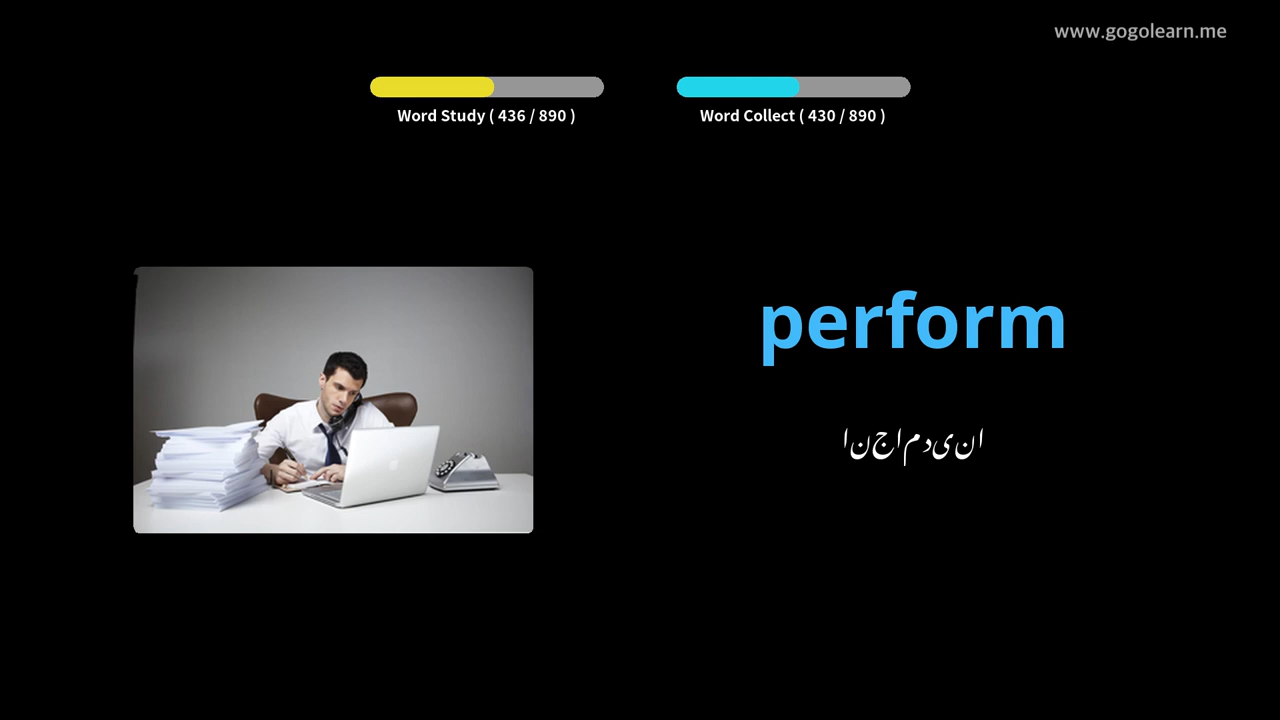 www.gogolearn.me
Word Study ( 436 / 890 )
Word Collect ( 430 / 890 )
perform
انجام دینا